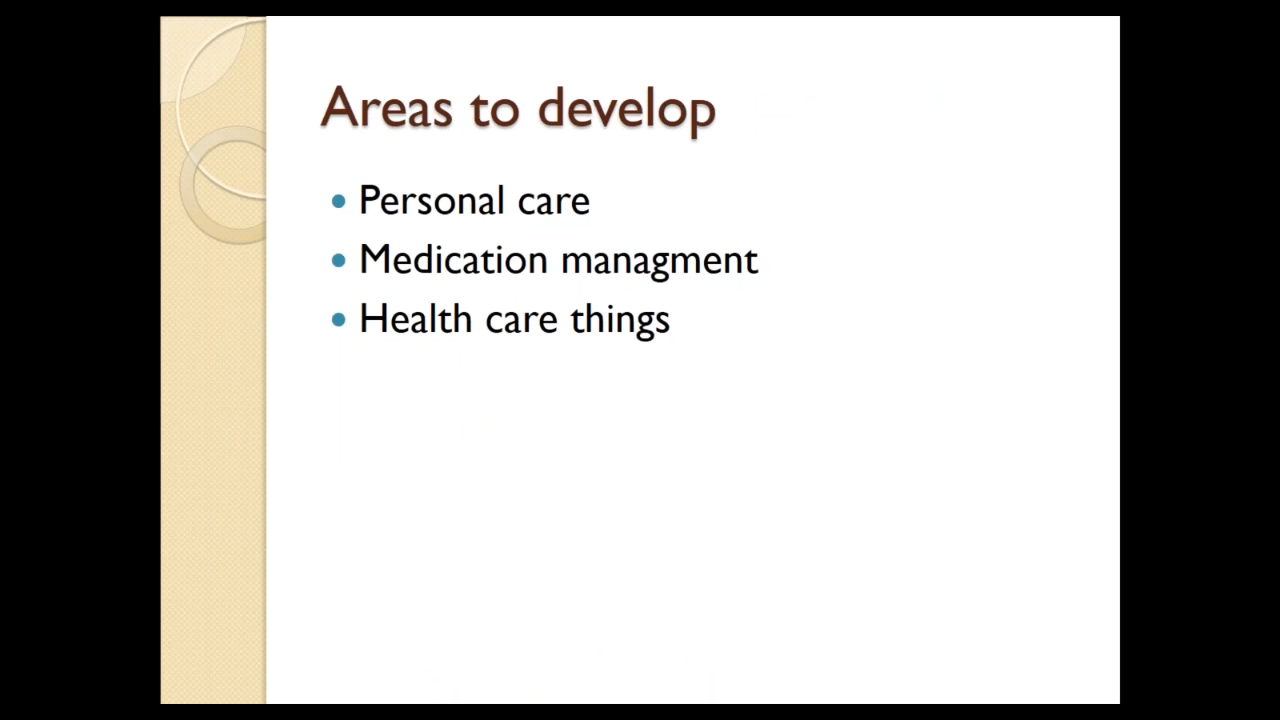 Areas to develop
Personal care
Medication managment
Health care things